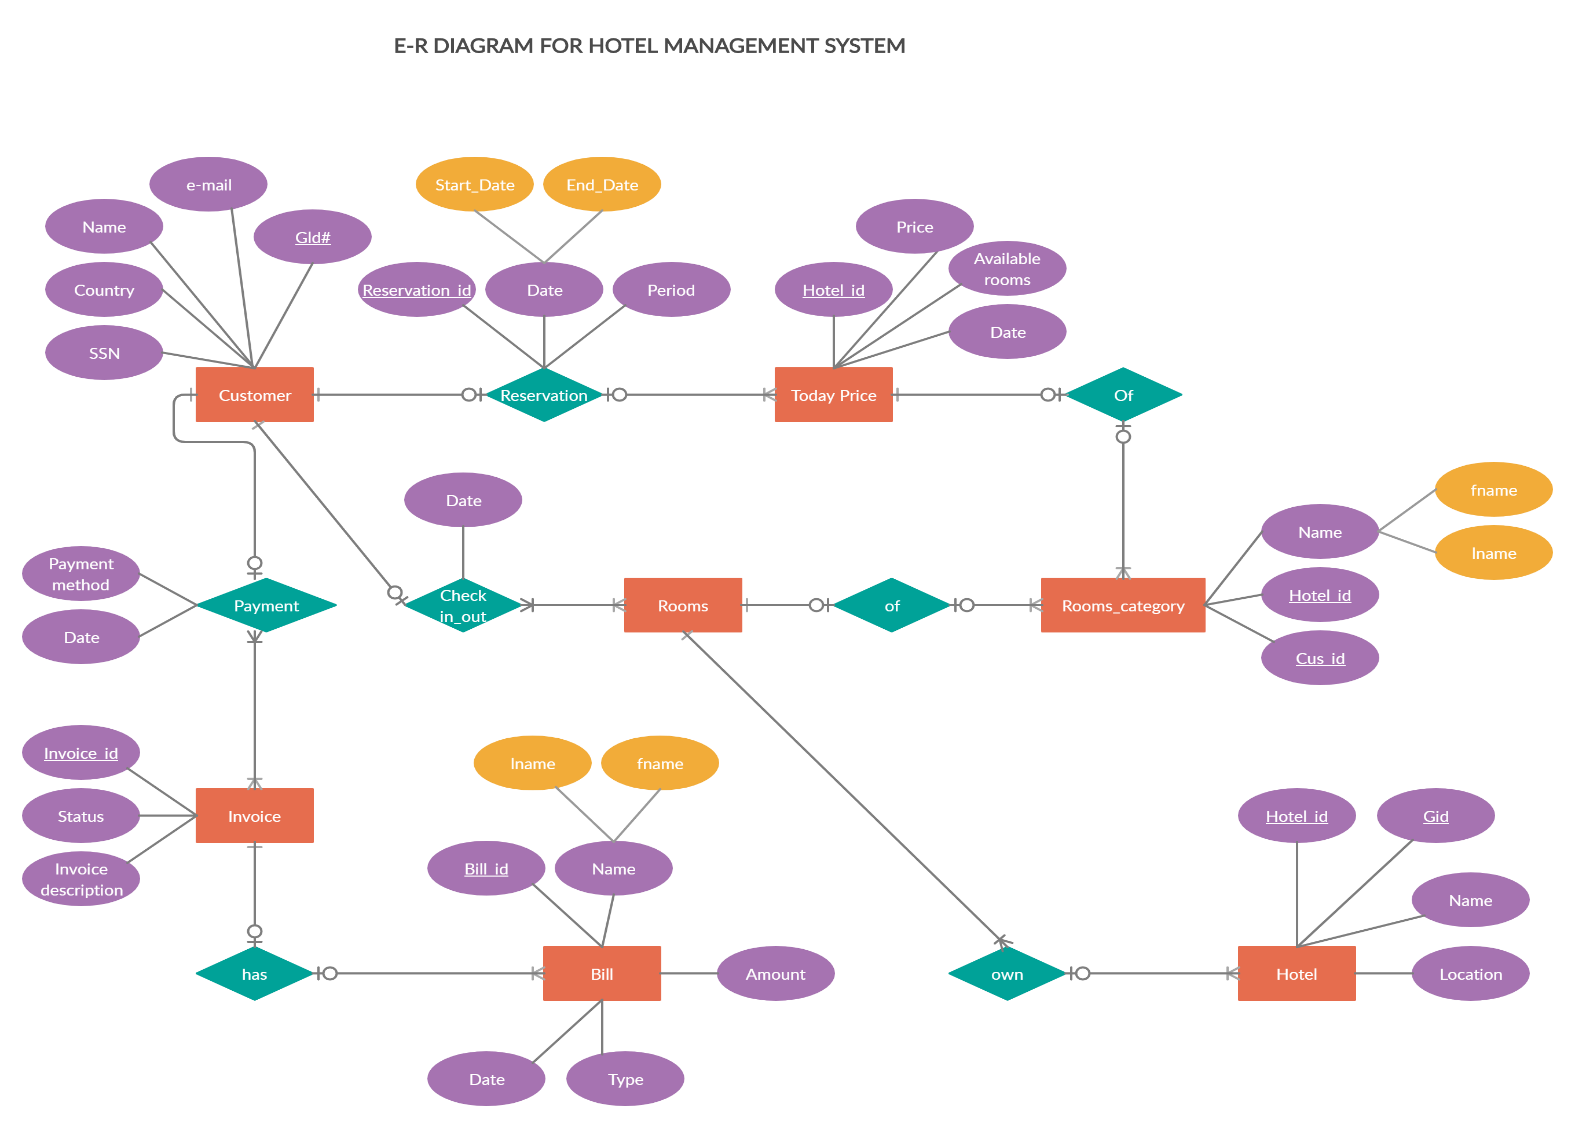 E-R DIAGRAM FOR HOTEL MANAGEMENT SYSTEM
e-mail
Start_Date
End_Date
Name
Gld#
Price
Available
rooms
Country
Reservation_id
Date
Period
Hotel_id
Date
SSN
Customer
Reservation
Today Price
Of
Date
fname
Name
lname
Payment
method
Payment
Check
in_out
Rooms
of
Rooms_category
Hotel_id
Date
Cus_id
Invoice_id
lname
fname
Status
Invoice
Hotel_id
Gid
Invoice
description
Bill_id
Name
Name
has
Bill
Amount
own
Hotel
Location
Date
Type